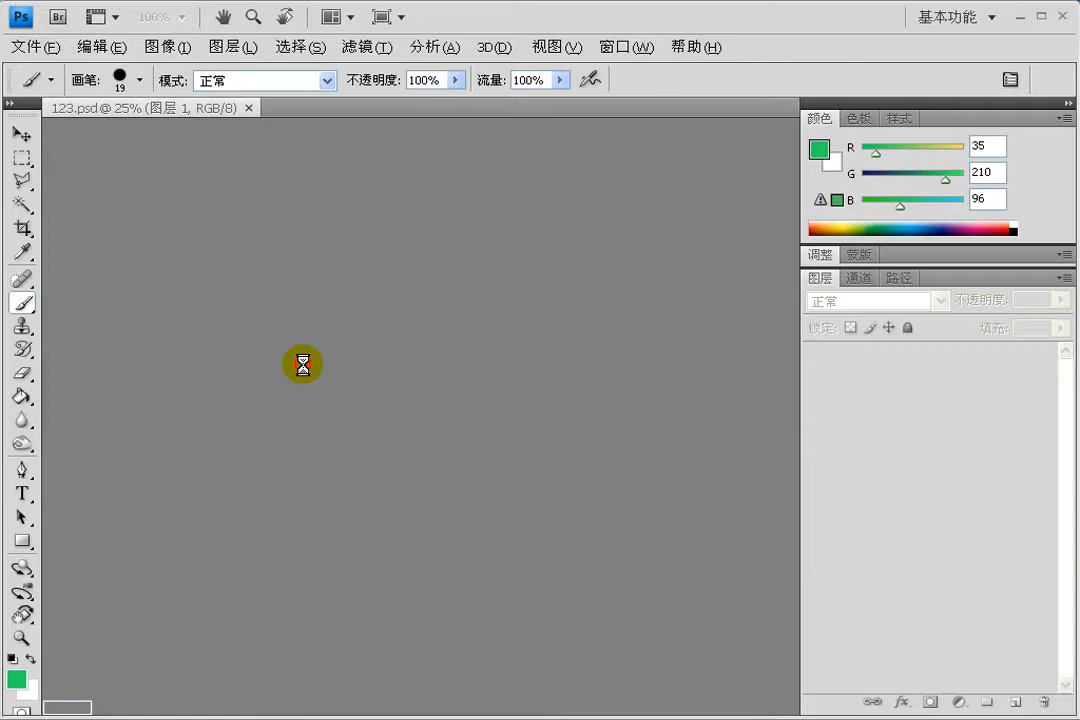 Ps Br 100% 基本功能
文件(F) 编辑(E) 图像(I) 图层(L) 选择(S) 滤镜(T) 分析(A) 3D(D) 视图(V) 窗口(W) 帮助(H)
画笔: 19 模式: 正常 不透明度: 100% 流量: 100%
123.psd @ 25% (图层 1, RGB/8)
颜色 色板 样式
R 35
G 210
B 96
调整 蒙版
图层 通道 路径
正常 不透明度:
锁定: 填充:
T
fx